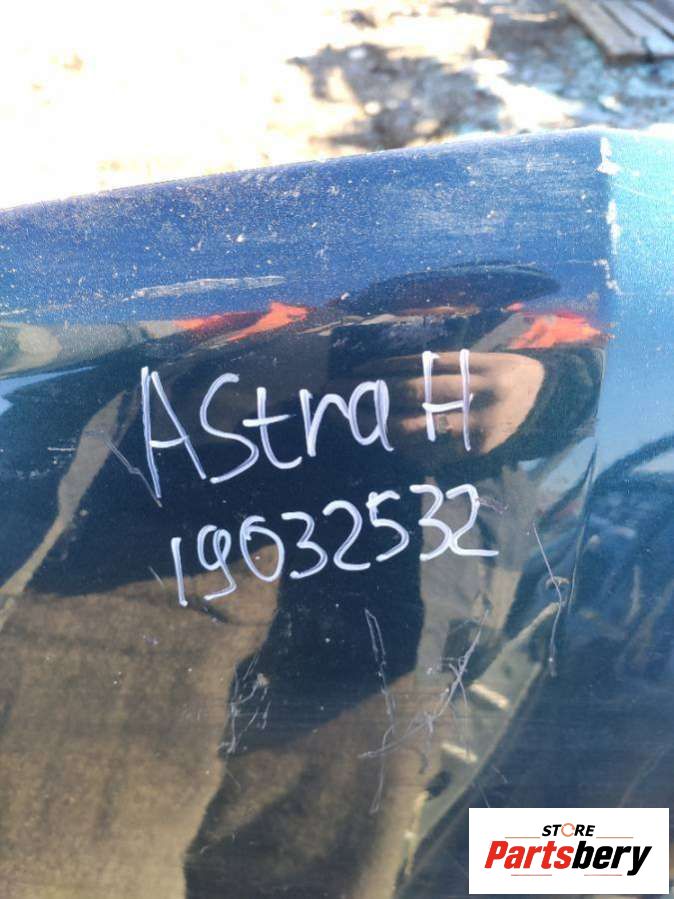 AStra H
19032532
STORE
Partsbery